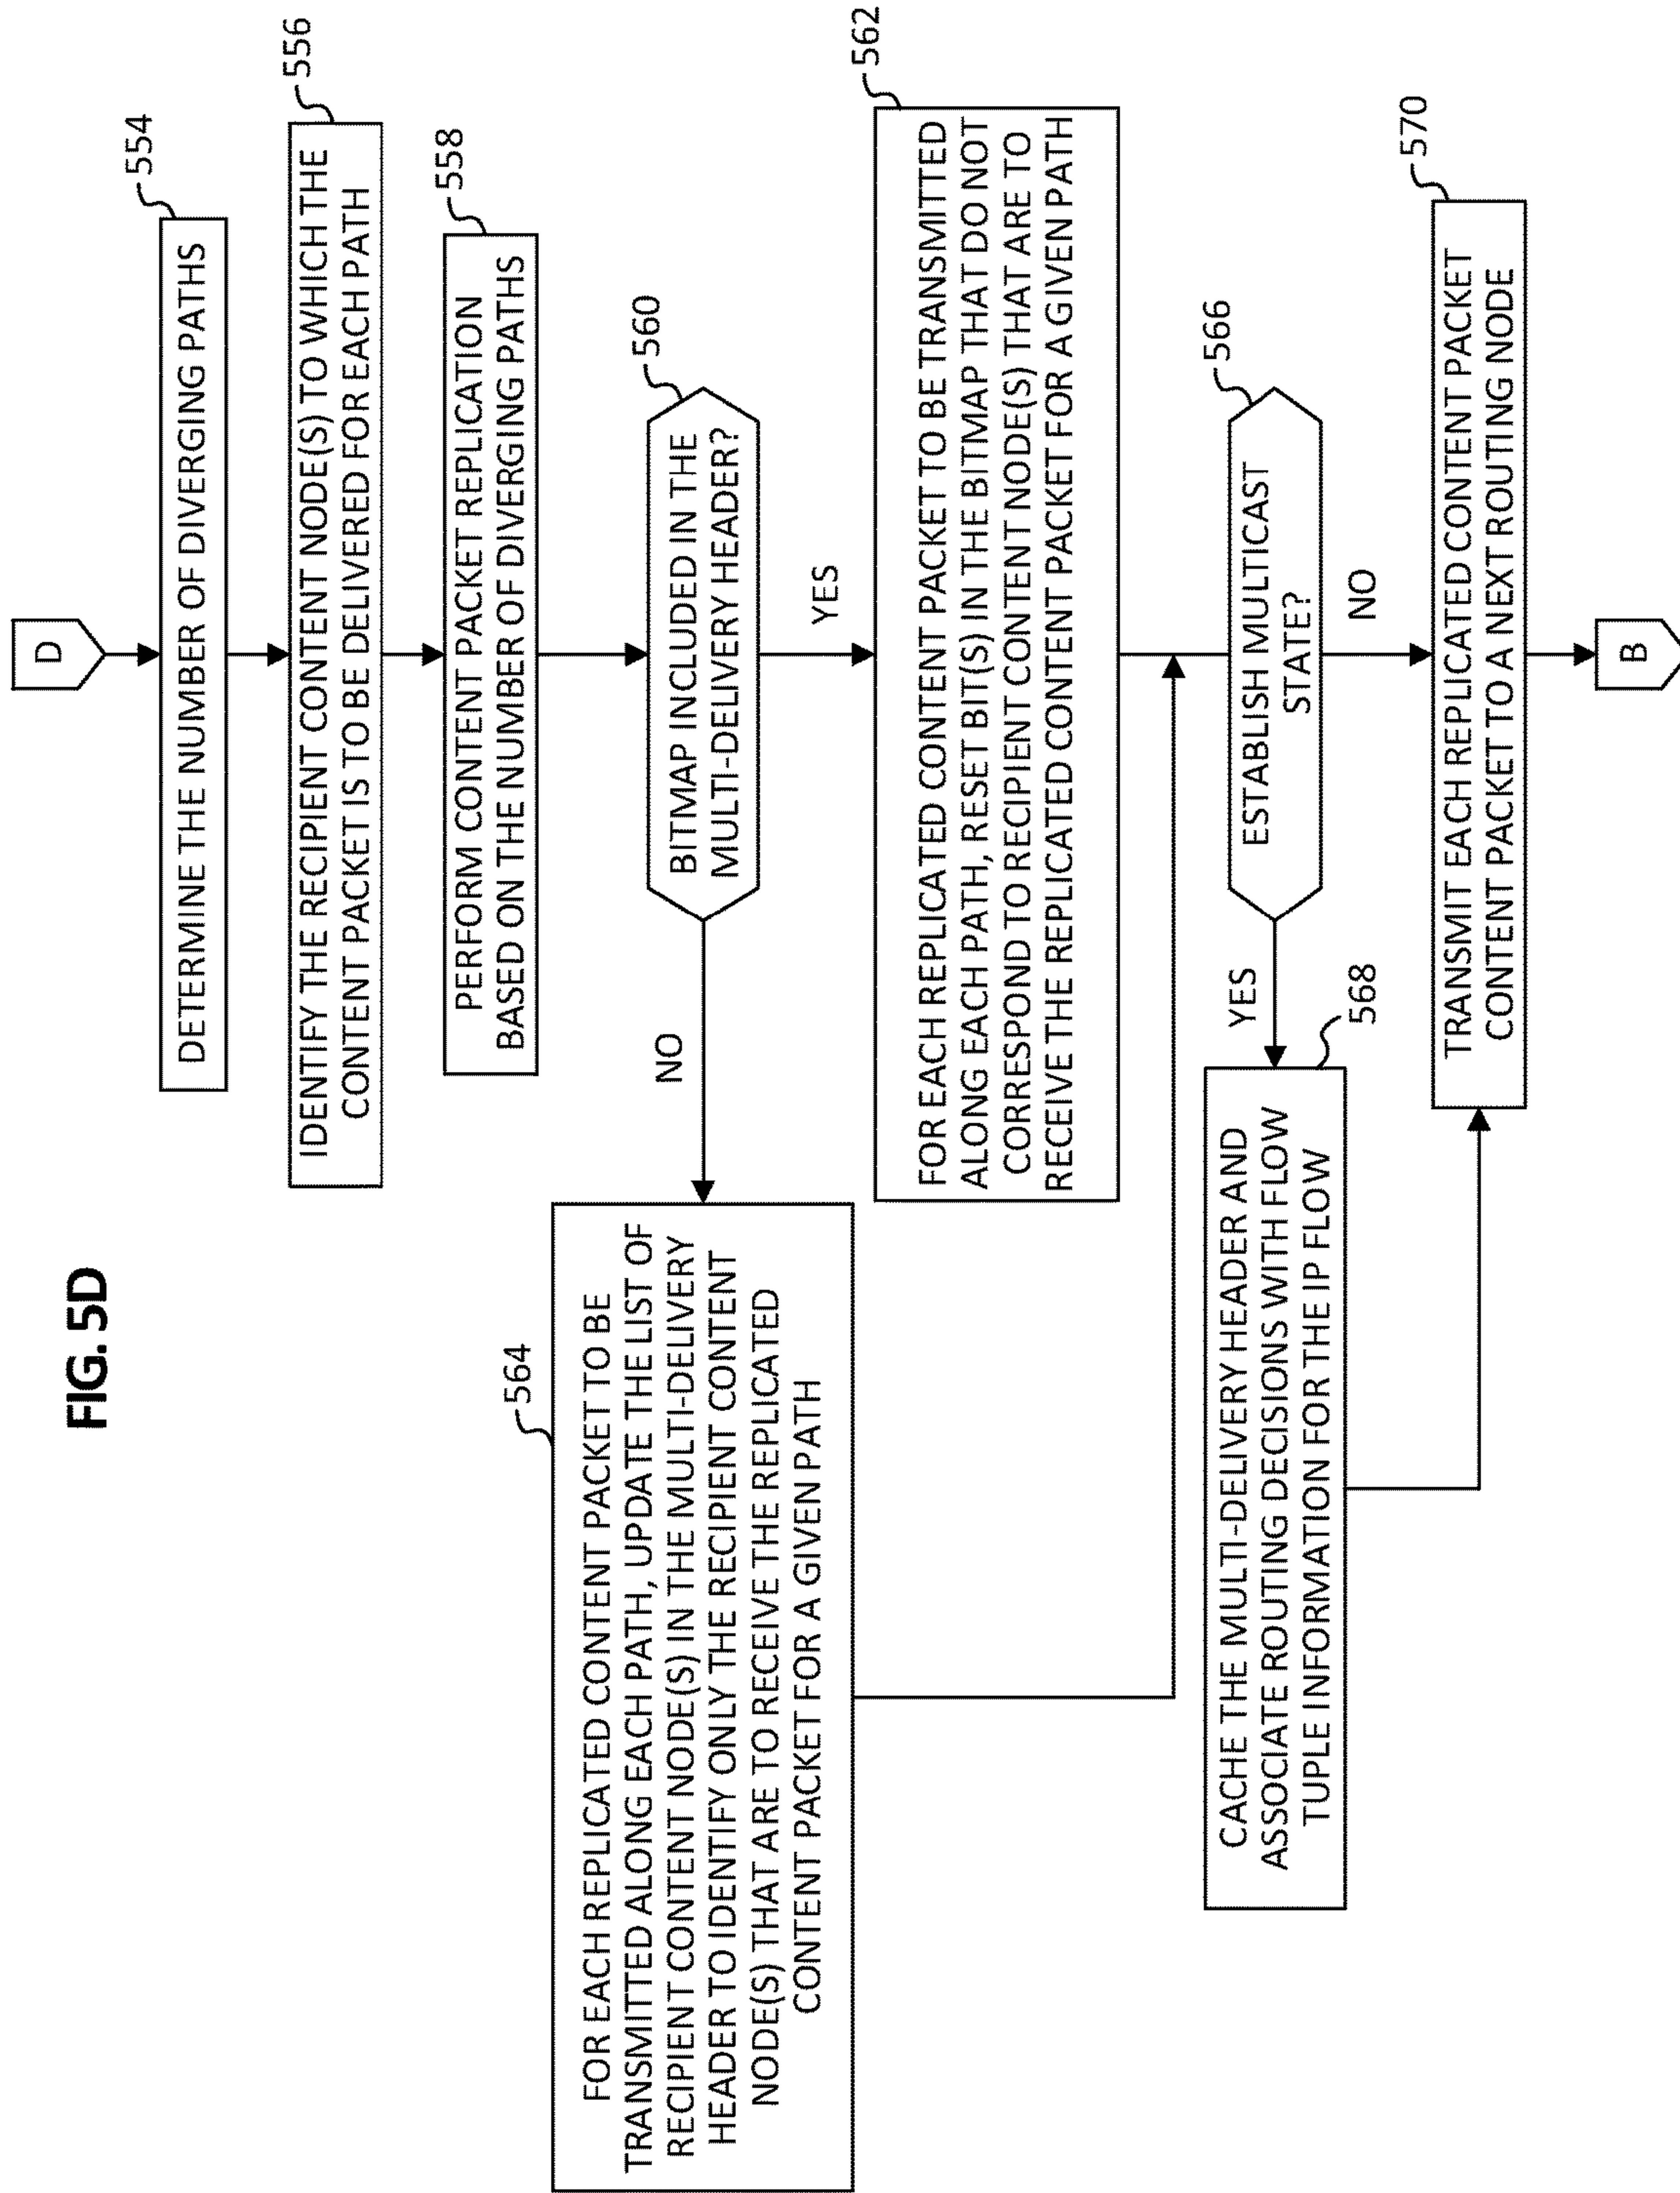 FIG. 5D
D
554
DETERMINE THE NUMBER OF DIVERGING PATHS
556
IDENTIFY THE RECIPIENT CONTENT NODE(S) TO WHICH THE
CONTENT PACKET IS TO BE DELIVERED FOR EACH PATH
558
PERFORM CONTENT PACKET REPLICATION
BASED ON THE NUMBER OF DIVERGING PATHS
560
BITMAP INCLUDED IN THE
MULTI-DELIVERY HEADER?
NO
YES
564
FOR EACH REPLICATED CONTENT PACKET TO BE
TRANSMITTED ALONG EACH PATH, UPDATE THE LIST OF
RECIPIENT CONTENT NODE(S) IN THE MULTI-DELIVERY
HEADER TO IDENTIFY ONLY THE RECIPIENT CONTENT
NODE(S) THAT ARE TO RECEIVE THE REPLICATED
CONTENT PACKET FOR A GIVEN PATH
562
FOR EACH REPLICATED CONTENT PACKET TO BE TRANSMITTED
ALONG EACH PATH, RESET BIT(S) IN THE BITMAP THAT DO NOT
CORRESPOND TO RECIPIENT CONTENT NODE(S) THAT ARE TO
RECEIVE THE REPLICATED CONTENT PACKET FOR A GIVEN PATH
566
ESTABLISH MULTICAST
STATE?
YES
NO
568
CACHE THE MULTI-DELIVERY HEADER AND
ASSOCIATE ROUTING DECISIONS WITH FLOW
TUPLE INFORMATION FOR THE IP FLOW
570
TRANSMIT EACH REPLICATED CONTENT PACKET
CONTENT PACKET TO A NEXT ROUTING NODE
B